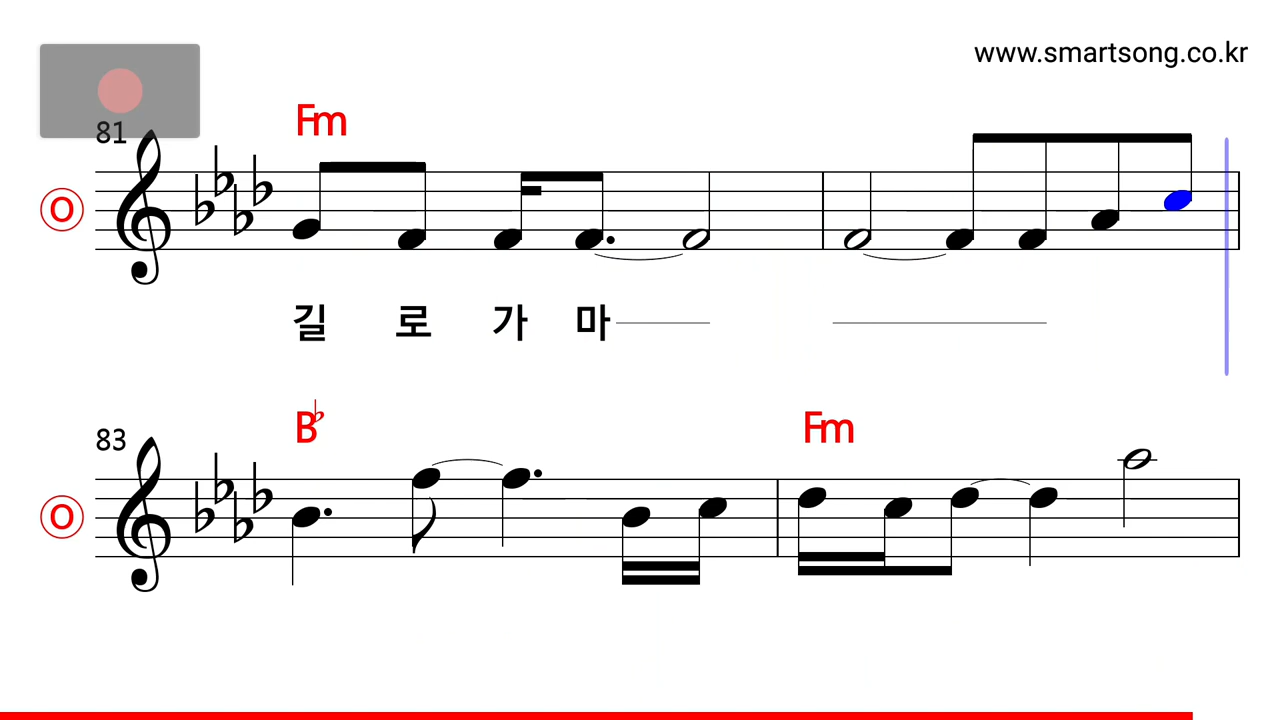 www.smartsong.co.kr
81
Fm
O
길 로 가 마
83
B♭ Fm
O